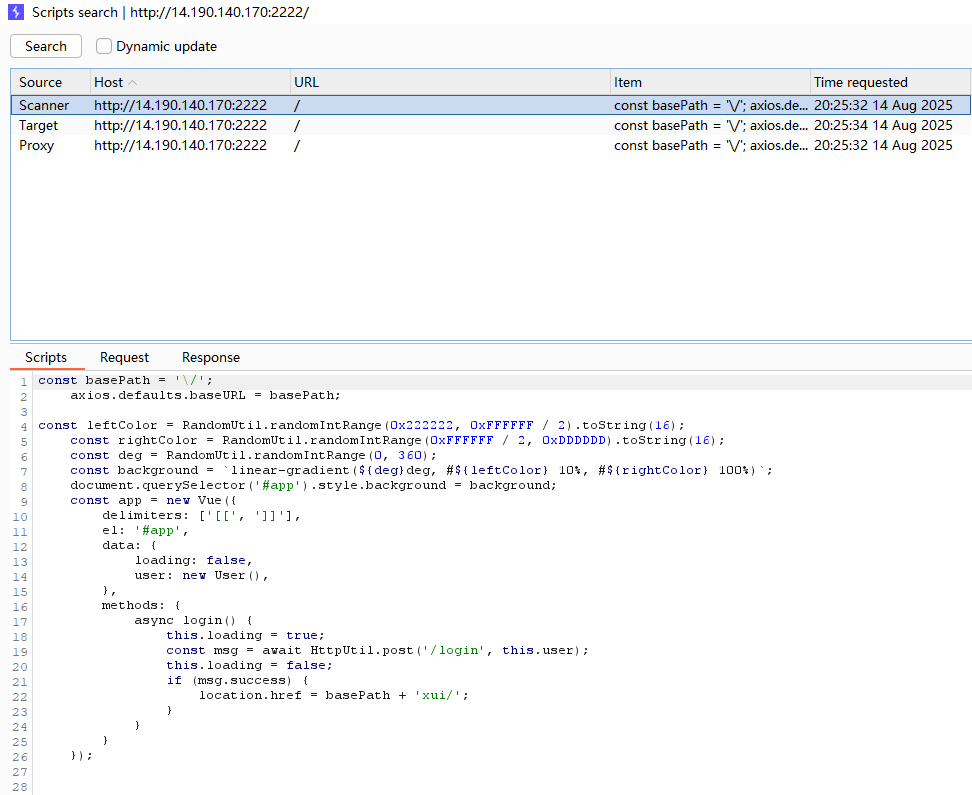 Scripts search | http://14.190.140.170:2222/
Search Dynamic update
Source Host URL Item Time requested
Scanner http://14.190.140.170:2222 / const basePath = '\/'; axios.de... 20:25:32 14 Aug 2025
Target http://14.190.140.170:2222 / const basePath = '\/'; axios.de... 20:25:34 14 Aug 2025
Proxy http://14.190.140.170:2222 / const basePath = '\/'; axios.de... 20:25:32 14 Aug 2025
Scripts Request Response
1 const basePath = '\/';
2     axios.defaults.baseURL = basePath;
3
4 const leftColor = RandomUtil.randomIntRange(0x222222, 0xFFFFFF / 2).toString(16);
5     const rightColor = RandomUtil.randomIntRange(0xFFFFFF / 2, 0xDDDDDD).toString(16);
6     const deg = RandomUtil.randomIntRange(0, 360);
7     const background = `linear-gradient(${deg}deg, #${leftColor} 10%, #${rightColor} 100%)`;
8     document.querySelector('#app').style.background = background;
9     const app = new Vue({
10         delimiters: ['[[', ']]'],
11         el: '#app',
12         data: {
13             loading: false,
14             user: new User(),
15         },
16         methods: {
17             async login() {
18                 this.loading = true;
19                 const msg = await HttpUtil.post('/login', this.user);
20                 this.loading = false;
21                 if (msg.success) {
22                     location.href = basePath + 'xui/';
23                 }
24             }
25         }
26     });
27
28